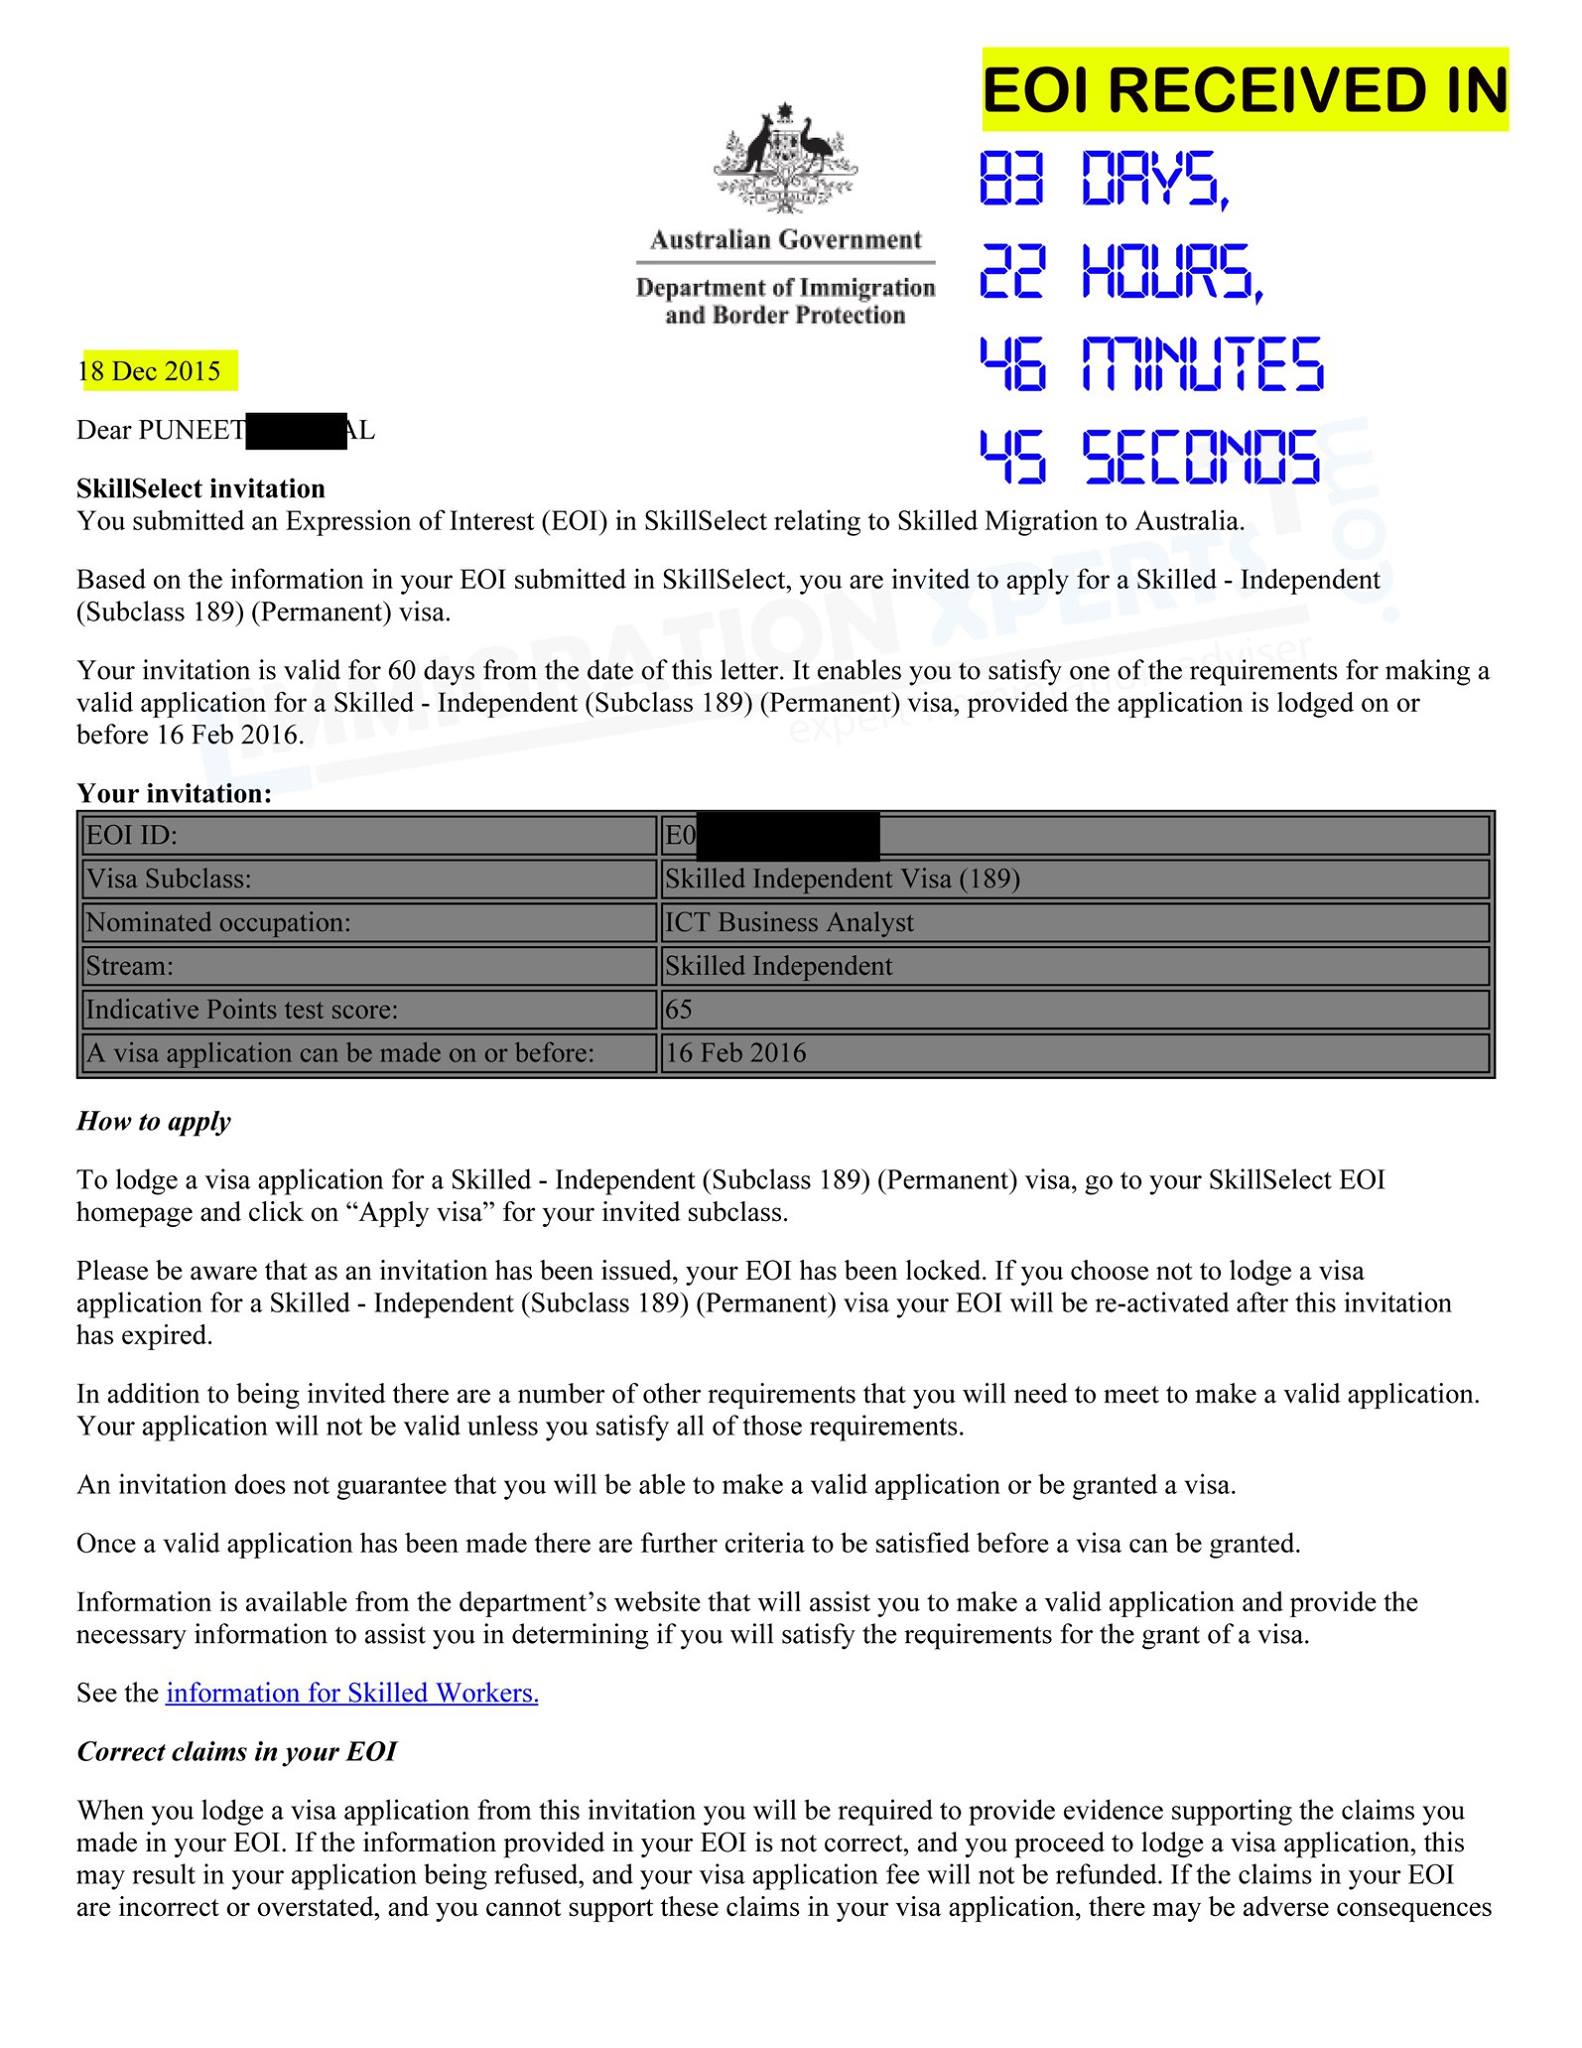 EOI RECEIVED IN
83 DAYS,
22 HOURS,
46 MINUTES
45 SECONDS
AUSTRALIA
Australian Government
Department of Immigration
and Border Protection
18 Dec 2015
Dear PUNEET AL
SkillSelect invitation
You submitted an Expression of Interest (EOI) in SkillSelect relating to Skilled Migration to Australia.
Based on the information in your EOI submitted in SkillSelect, you are invited to apply for a Skilled - Independent
(Subclass 189) (Permanent) visa.
Your invitation is valid for 60 days from the date of this letter. It enables you to satisfy one of the requirements for making a
valid application for a Skilled - Independent (Subclass 189) (Permanent) visa, provided the application is lodged on or
before 16 Feb 2016.
IMMIGRATION XPERTS .com
Your invitation:
EOI ID: E0
Visa Subclass: Skilled Independent Visa (189)
Nominated occupation: ICT Business Analyst
Stream: Skilled Independent
Indicative Points test score: 65
A visa application can be made on or before: 16 Feb 2016
How to apply
To lodge a visa application for a Skilled - Independent (Subclass 189) (Permanent) visa, go to your SkillSelect EOI
homepage and click on “Apply visa” for your invited subclass.
Please be aware that as an invitation has been issued, your EOI has been locked. If you choose not to lodge a visa
application for a Skilled - Independent (Subclass 189) (Permanent) visa your EOI will be re-activated after this invitation
has expired.
In addition to being invited there are a number of other requirements that you will need to meet to make a valid application.
Your application will not be valid unless you satisfy all of those requirements.
An invitation does not guarantee that you will be able to make a valid application or be granted a visa.
Once a valid application has been made there are further criteria to be satisfied before a visa can be granted.
Information is available from the department’s website that will assist you to make a valid application and provide the
necessary information to assist you in determining if you will satisfy the requirements for the grant of a visa.
See the information for Skilled Workers.
Correct claims in your EOI
When you lodge a visa application from this invitation you will be required to provide evidence supporting the claims you
made in your EOI. If the information provided in your EOI is not correct, and you proceed to lodge a visa application, this
may result in your application being refused, and your visa application fee will not be refunded. If the claims in your EOI
are incorrect or overstated, and you cannot support these claims in your visa application, there may be adverse consequences